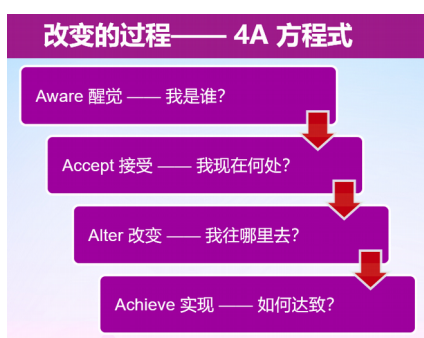 改变的过程—— 4A 方程式
Aware 醒觉 —— 我是谁?
Accept 接受 —— 我现在何处?
Alter 改变 —— 我往哪里去?
Achieve 实现 —— 如何达致?